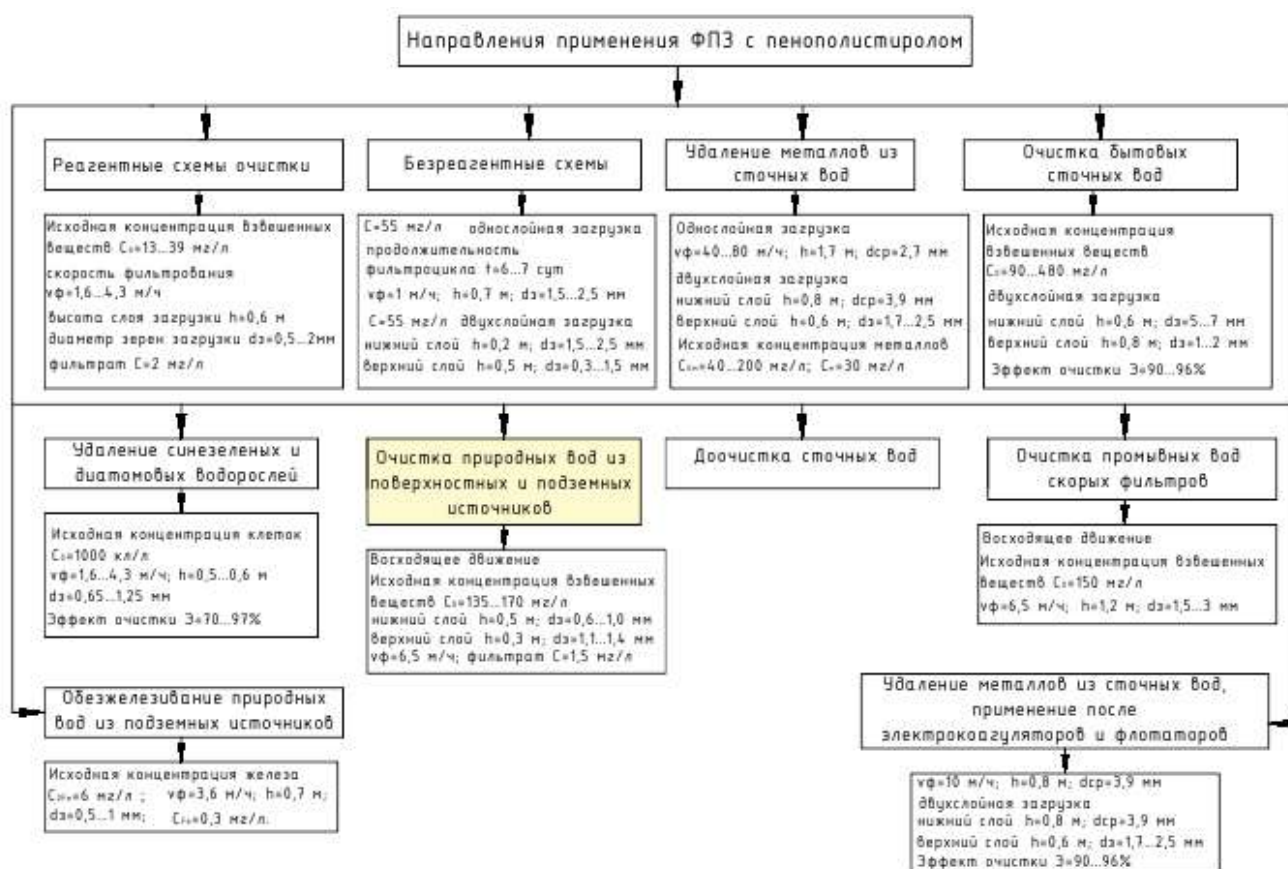 Направления применения ФПЗ с пенополистиролом
Реагентные схемы очистки
Исходная концентрация взвешенных
веществ C₀=13...39 мг/л
скорость фильтрования
vф=1,6...4,3 м/ч
высота слоя загрузки h=0,6 м
диаметр зерен загрузки dз=0,5...2мм
фильтрат C=2 мг/л
Безреагентные схемы
C=55 мг/л однослойная загрузка
продолжительность
фильтроцикла t=6...7 сут
vф=1 м/ч; h=0,7 м; dз=1,5...2,5 мм
C=55 мг/л двухслойная загрузка
нижний слой h=0,2 м; dз=1,5...2,5 мм
верхний слой h=0,5 м; dз=0,3...1,5 мм
Удаление металлов из
сточных вод
Однослойная загрузка
vф=40...80 м/ч; h=1,7 м; dср=2,7 мм
двухслойная загрузка
нижний слой h=0,8 м; dср=3,9 мм
верхний слой h=0,6 м; dз=1,7...2,5 мм
Исходная концентрация металлов
=40...200 мг/л; =30 мг/л
Очистка бытовых
сточных вод
Исходная концентрация
взвешенных веществ
C₀=90...480 мг/л
двухслойная загрузка
нижний слой h=0,6 м; dз=5...7 мм
верхний слой h=0,8 м; dз=1...2 мм
Эффект очистки Э=90...96%
Удаление синезеленых и
диатомовых водорослей
Исходная концентрация клеток
C₀=1000 кл/л
vф=1,6...4,3 м/ч; h=0,5...0,6 м
dз=0,65...1,25 мм
Эффект очистки Э=70...97%
Очистка природных вод из
поверхностных и подземных
источников
Восходящее движение
Исходная концентрация взвешенных
веществ C₀=135...170 мг/л
нижний слой h=0,5 м; dз=0,6...1,0 мм
верхний слой h=0,3 м; dз=1,1...1,4 мм
vф=6,5 м/ч; фильтрат C=1,5 мг/л
Доочистка сточных вод
Очистка промывных вод
скорых фильтров
Восходящее движение
Исходная концентрация взвешенных
веществ C₀=150 мг/л
vф=6,5 м/ч; h=1,2 м; dз=1,5...3 мм
Обезжелезивание природных
вод из подземных источников
Исходная концентрация железа
=6 мг/л ; vф=3,6 м/ч; h=0,7 м;
dз=0,5...1 мм; =0,3 мг/л.
Удаление металлов из сточных вод,
применение после
электрокоагуляторов и флотаторов
vф=10 м/ч; h=0,8 м; dср=3,9 мм
двухслойная загрузка
нижний слой h=0,8 м; dср=3,9 мм
верхний слой h=0,6 м; dз=1,7...2,5 мм
Эффект очистки Э=90...96%